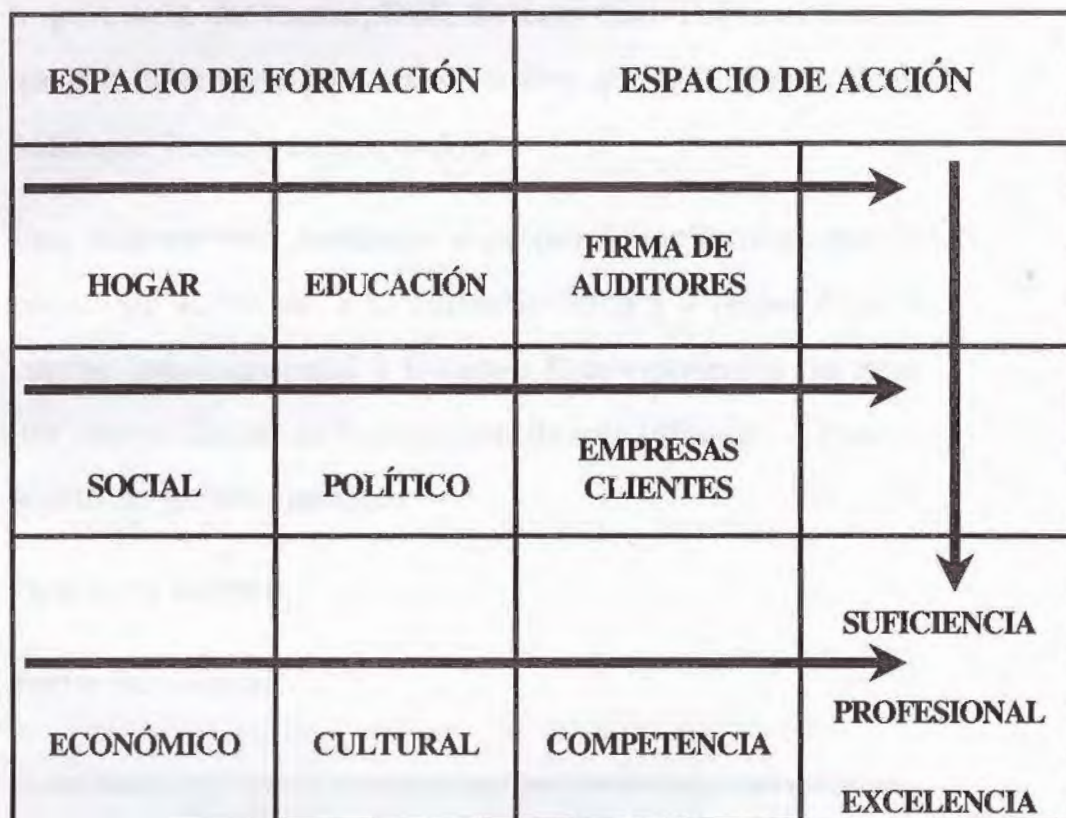 ESPACIO DE FORMACIÓN
ESPACIO DE ACCIÓN
HOGAR
EDUCACIÓN
FIRMA DE
AUDITORES
SOCIAL
POLÍTICO
EMPRESAS
CLIENTES
ECONÓMICO
CULTURAL
COMPETENCIA
SUFICIENCIA
PROFESIONAL
EXCELENCIA